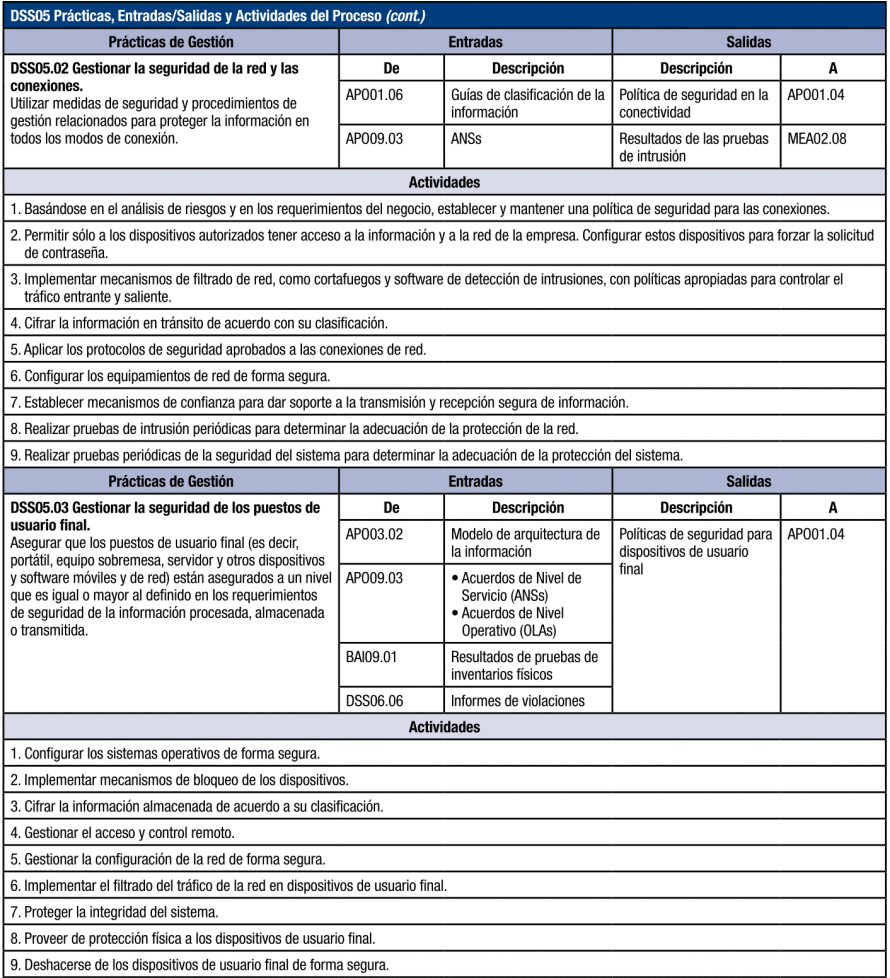 DSS05 Prácticas, Entradas/Salidas y Actividades del Proceso (cont.)
Prácticas de Gestión
Entradas
Salidas
DSS05.02 Gestionar la seguridad de la red y las
conexiones.
Utilizar medidas de seguridad y procedimientos de
gestión relacionados para proteger la información en
todos los modos de conexión.
De
Descripción
Descripción
A
APO01.06
Guías de clasificación de la
información
Política de seguridad en la
conectividad
APO01.04
APO09.03
ANSs
Resultados de las pruebas
de intrusión
MEA02.08
Actividades
1. Basándose en el análisis de riesgos y en los requerimientos del negocio, establecer y mantener una política de seguridad para las conexiones.
2. Permitir sólo a los dispositivos autorizados tener acceso a la información y a la red de la empresa. Configurar estos dispositivos para forzar la solicitud
de contraseña.
3. Implementar mecanismos de filtrado de red, como cortafuegos y software de detección de intrusiones, con políticas apropiadas para controlar el
tráfico entrante y saliente.
4. Cifrar la información en tránsito de acuerdo con su clasificación.
5. Aplicar los protocolos de seguridad aprobados a las conexiones de red.
6. Configurar los equipamientos de red de forma segura.
7. Establecer mecanismos de confianza para dar soporte a la transmisión y recepción segura de información.
8. Realizar pruebas de intrusión periódicas para determinar la adecuación de la protección de la red.
9. Realizar pruebas periódicas de la seguridad del sistema para determinar la adecuación de la protección del sistema.
Prácticas de Gestión
Entradas
Salidas
DSS05.03 Gestionar la seguridad de los puestos de
usuario final.
Asegurar que los puestos de usuario final (es decir,
portátil, equipo sobremesa, servidor y otros dispositivos
y software móviles y de red) están asegurados a un nivel
que es igual o mayor al definido en los requerimientos
de seguridad de la información procesada, almacenada
o transmitida.
De
Descripción
Descripción
A
APO03.02
Modelo de arquitectura de
la información
Políticas de seguridad para
dispositivos de usuario
final
APO01.04
APO09.03
• Acuerdos de Nivel de
Servicio (ANSs)
• Acuerdos de Nivel
Operativo (OLAs)
BAI09.01
Resultados de pruebas de
inventarios físicos
DSS06.06
Informes de violaciones
Actividades
1. Configurar los sistemas operativos de forma segura.
2. Implementar mecanismos de bloqueo de los dispositivos.
3. Cifrar la información almacenada de acuerdo a su clasificación.
4. Gestionar el acceso y control remoto.
5. Gestionar la configuración de la red de forma segura.
6. Implementar el filtrado del tráfico de la red en dispositivos de usuario final.
7. Proteger la integridad del sistema.
8. Proveer de protección física a los dispositivos de usuario final.
9. Deshacerse de los dispositivos de usuario final de forma segura.